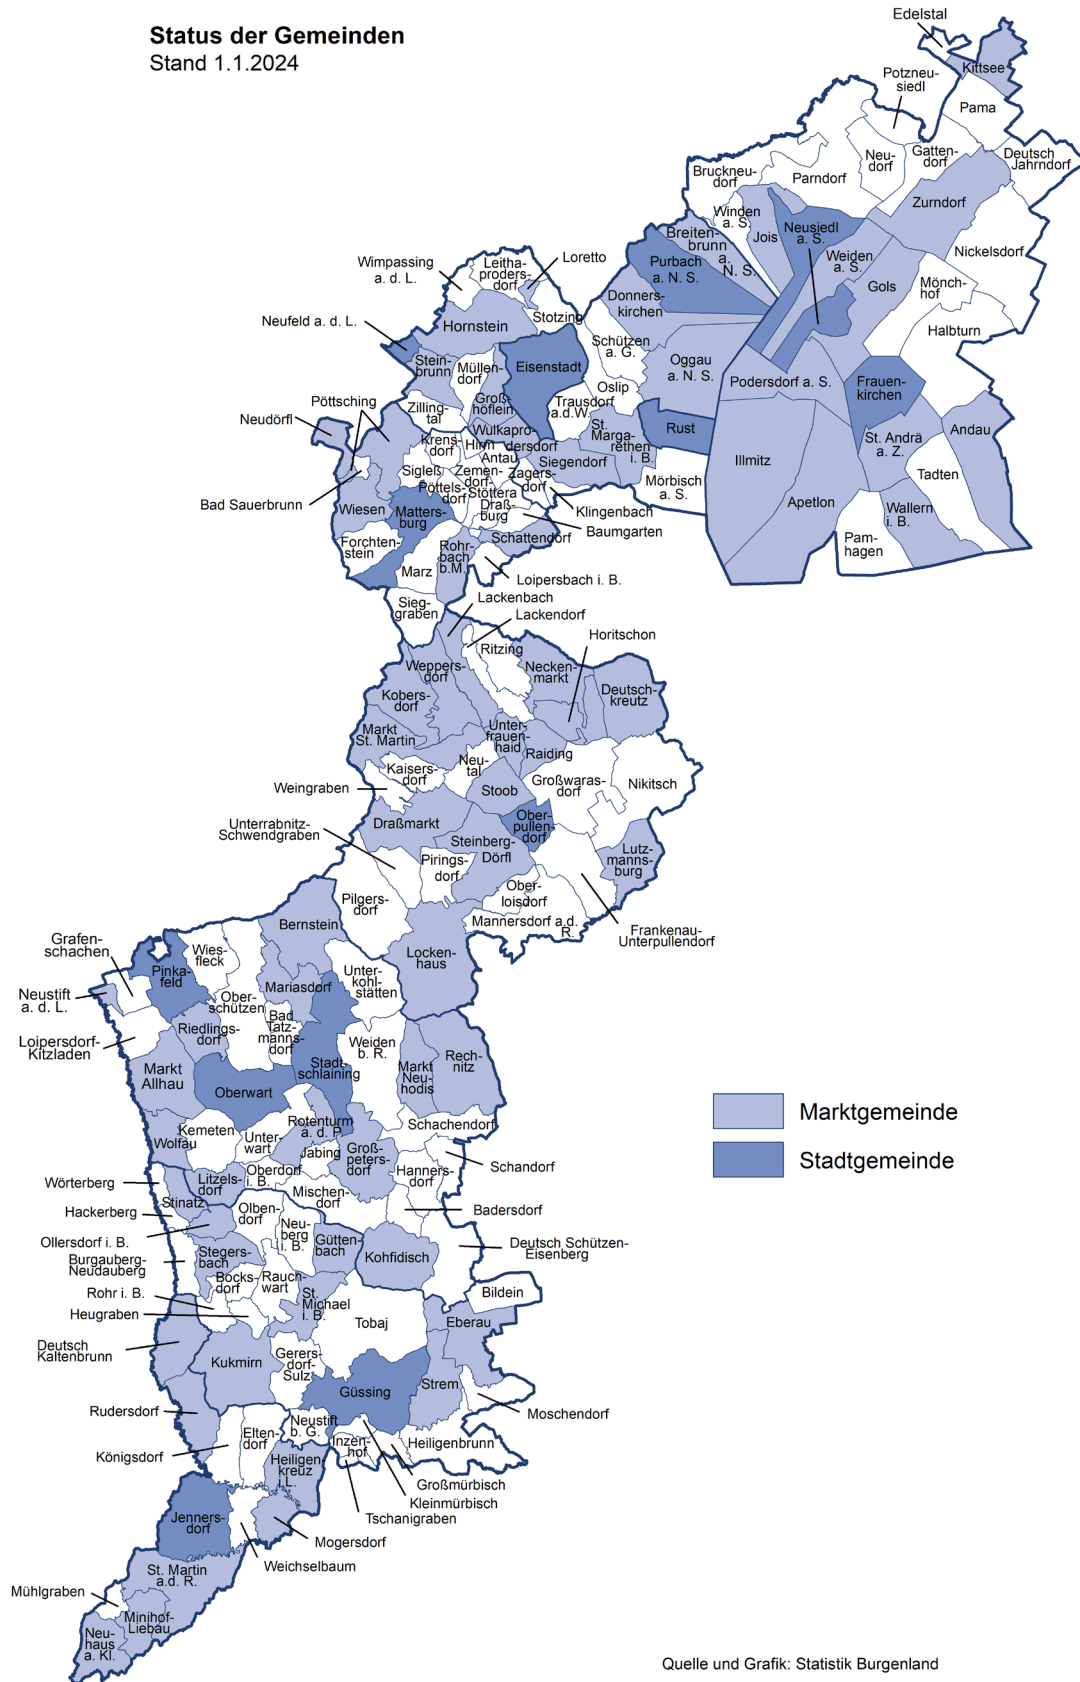 Status der Gemeinden
Stand 1.1.2024
Edelstal
Kittsee
Potzneu-
siedl
Pama
Neu-
dorf
Gatten-
dorf
Deutsch
Jahrndorf
Bruckneu-
dorf
Parndorf
Zurndorf
Winden
a. S.
Jois
Neusiedl
a. S.
Nickelsdorf
Breiten-
brunn
a.
N. S.
Weiden
a. S.
Purbach
a. N. S.
Gols
Mönch-
hof
Halbturn
Donners-
kirchen
Wimpassing
a. d. L.
Leitha-
proders-
dorf
Loretto
Stotzing
Neufeld a. d. L.
Hornstein
Schützen
a. G.
Oggau
a. N. S.
Podersdorf a. S.
Frauen-
kirchen
Stein-
brunn
Müllen-
dorf
Eisenstadt
Oslip
Trausdorf
a.d.W.
Groß-
höflein
Pöttsching
Zilling-
tal
Neudörfl
Rust
St.
Marga-
rethen
i. B.
Wulkapro-
dersdorf
Krens-
dorf
Hirm
Antau
Siegendorf
Illmitz
St. Andrä
a. Z.
Andau
Tadten
Apetlon
Wallern
i. B.
Pam-
hagen
Mörbisch
a. S.
Sigleß
Zemen-
dorf-
Stöttera
Zagers-
dorf
Bad Sauerbrunn
Pöttels-
dorf
Wiesen
Matters-
burg
Draß-
burg
Klingenbach
Baumgarten
Forchten-
stein
Rohr-
bach
b.M.
Schattendorf
Marz
Loipersbach i. B.
Sieg-
graben
Lackenbach
Lackendorf
Horitschon
Ritzing
Weppers-
dorf
Necken-
markt
Deutsch-
kreutz
Kobers-
dorf
Markt
St. Martin
Unter-
frauen-
haid
Raiding
Neu-
tal
Kaisers-
dorf
Großwaras-
dorf
Nikitsch
Weingraben
Stoob
Draßmarkt
Ober-
pullen-
dorf
Unterrabnitz-
Schwendgraben
Steinberg-
Dörfl
Lutz-
manns-
burg
Pirings-
dorf
Ober-
loisdorf
Pilgers-
dorf
Mannersdorf a.d.
R.
Frankenau-
Unterpullendorf
Bernstein
Locken-
haus
Grafen-
schachen
Wies-
fleck
Pinka-
feld
Unter-
kohl-
stätten
Mariasdorf
Neustift
a. d. L.
Ober-
schützen
Bad
Tatz-
manns-
dorf
Riedlings-
dorf
Loipersdorf-
Kitzladen
Weiden
b. R.
Rech-
nitz
Markt
Allhau
Stadt-
schlaining
Markt
Neu-
hodis
Oberwart
Rotenturm
a. d. P.
Schachendorf
Kemeten
Wolfau
Unter-
wart
Jabing
Groß-
peters-
dorf
Schandorf
Hanners-
dorf
Oberdorf
i. B.
Wörterberg
Litzels-
dorf
Mischen-
dorf
Stinatz
Hackerberg
Olben-
dorf
Badersdorf
Neu-
berg
i. B.
Ollersdorf i. B.
Gütten-
bach
Deutsch Schützen-
Eisenberg
Kohfidisch
Stegers-
bach
Burgauberg-
Neudauberg
Bocks-
dorf
Rauch-
wart
Rohr i. B.
Bildein
St.
Michael
i. B.
Heugraben
Tobaj
Eberau
Deutsch
Kaltenbrunn
Kukmirn
Gerers-
dorf-
Sulz
Güssing
Strem
Rudersdorf
Moschendorf
Neustift
b. G.
Elten-
dorf
Inzen-
hof
Heiligenbrunn
Königsdorf
Heiligen-
kreuz
i.L.
Großmürbisch
Kleinmürbisch
Tschanigraben
Jenners-
dorf
Mogersdorf
Weichselbaum
St. Martin
a.d. R.
Mühlgraben
Minihof-
Liebau
Neu-
haus
a. Kl.
Marktgemeinde
Stadtgemeinde
Quelle und Grafik: Statistik Burgenland